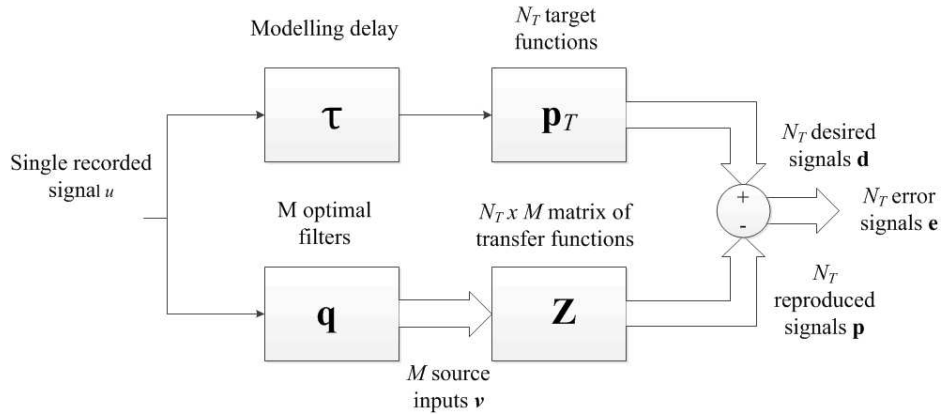 Modelling delay
N_T target
functions
τ
p_T
Single recorded
signal u
N_T desired
signals d
+
-
N_T error
signals e
M optimal
filters
N_T x M matrix of
transfer functions
q
Z
N_T
reproduced
signals p
M source
inputs v